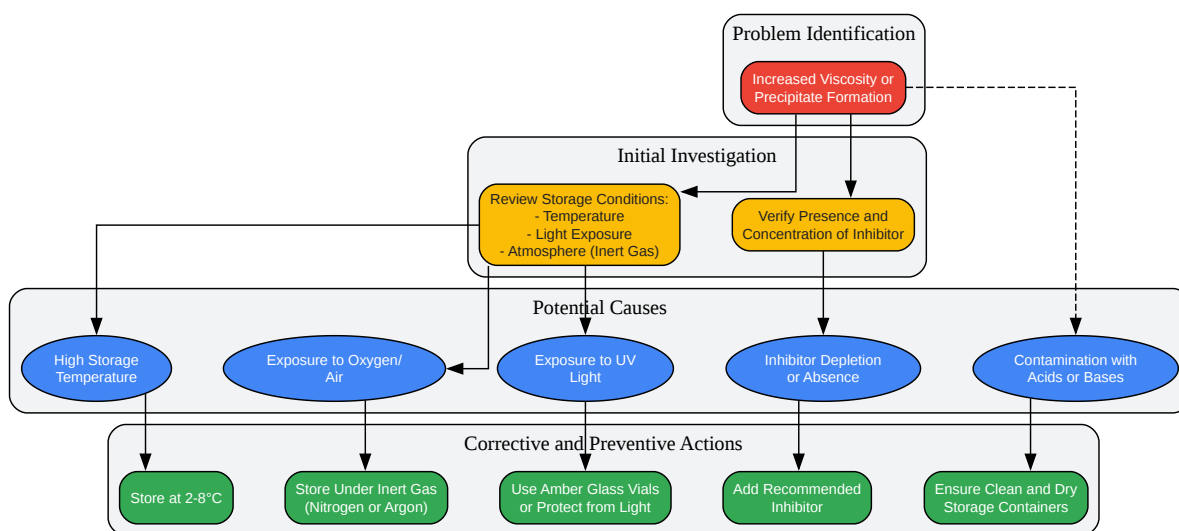 Problem Identification
Increased Viscosity or
Precipitate Formation
Initial Investigation
Review Storage Conditions:
- Temperature
- Light Exposure
- Atmosphere (Inert Gas)
Verify Presence and
Concentration of Inhibitor
Potential Causes
High Storage
Temperature
Exposure to Oxygen/
Air
Exposure to UV
Light
Inhibitor Depletion
or Absence
Contamination with
Acids or Bases
Corrective and Preventive Actions
Store at 2-8°C
Store Under Inert Gas
(Nitrogen or Argon)
Use Amber Glass Vials
or Protect from Light
Add Recommended
Inhibitor
Ensure Clean and Dry
Storage Containers